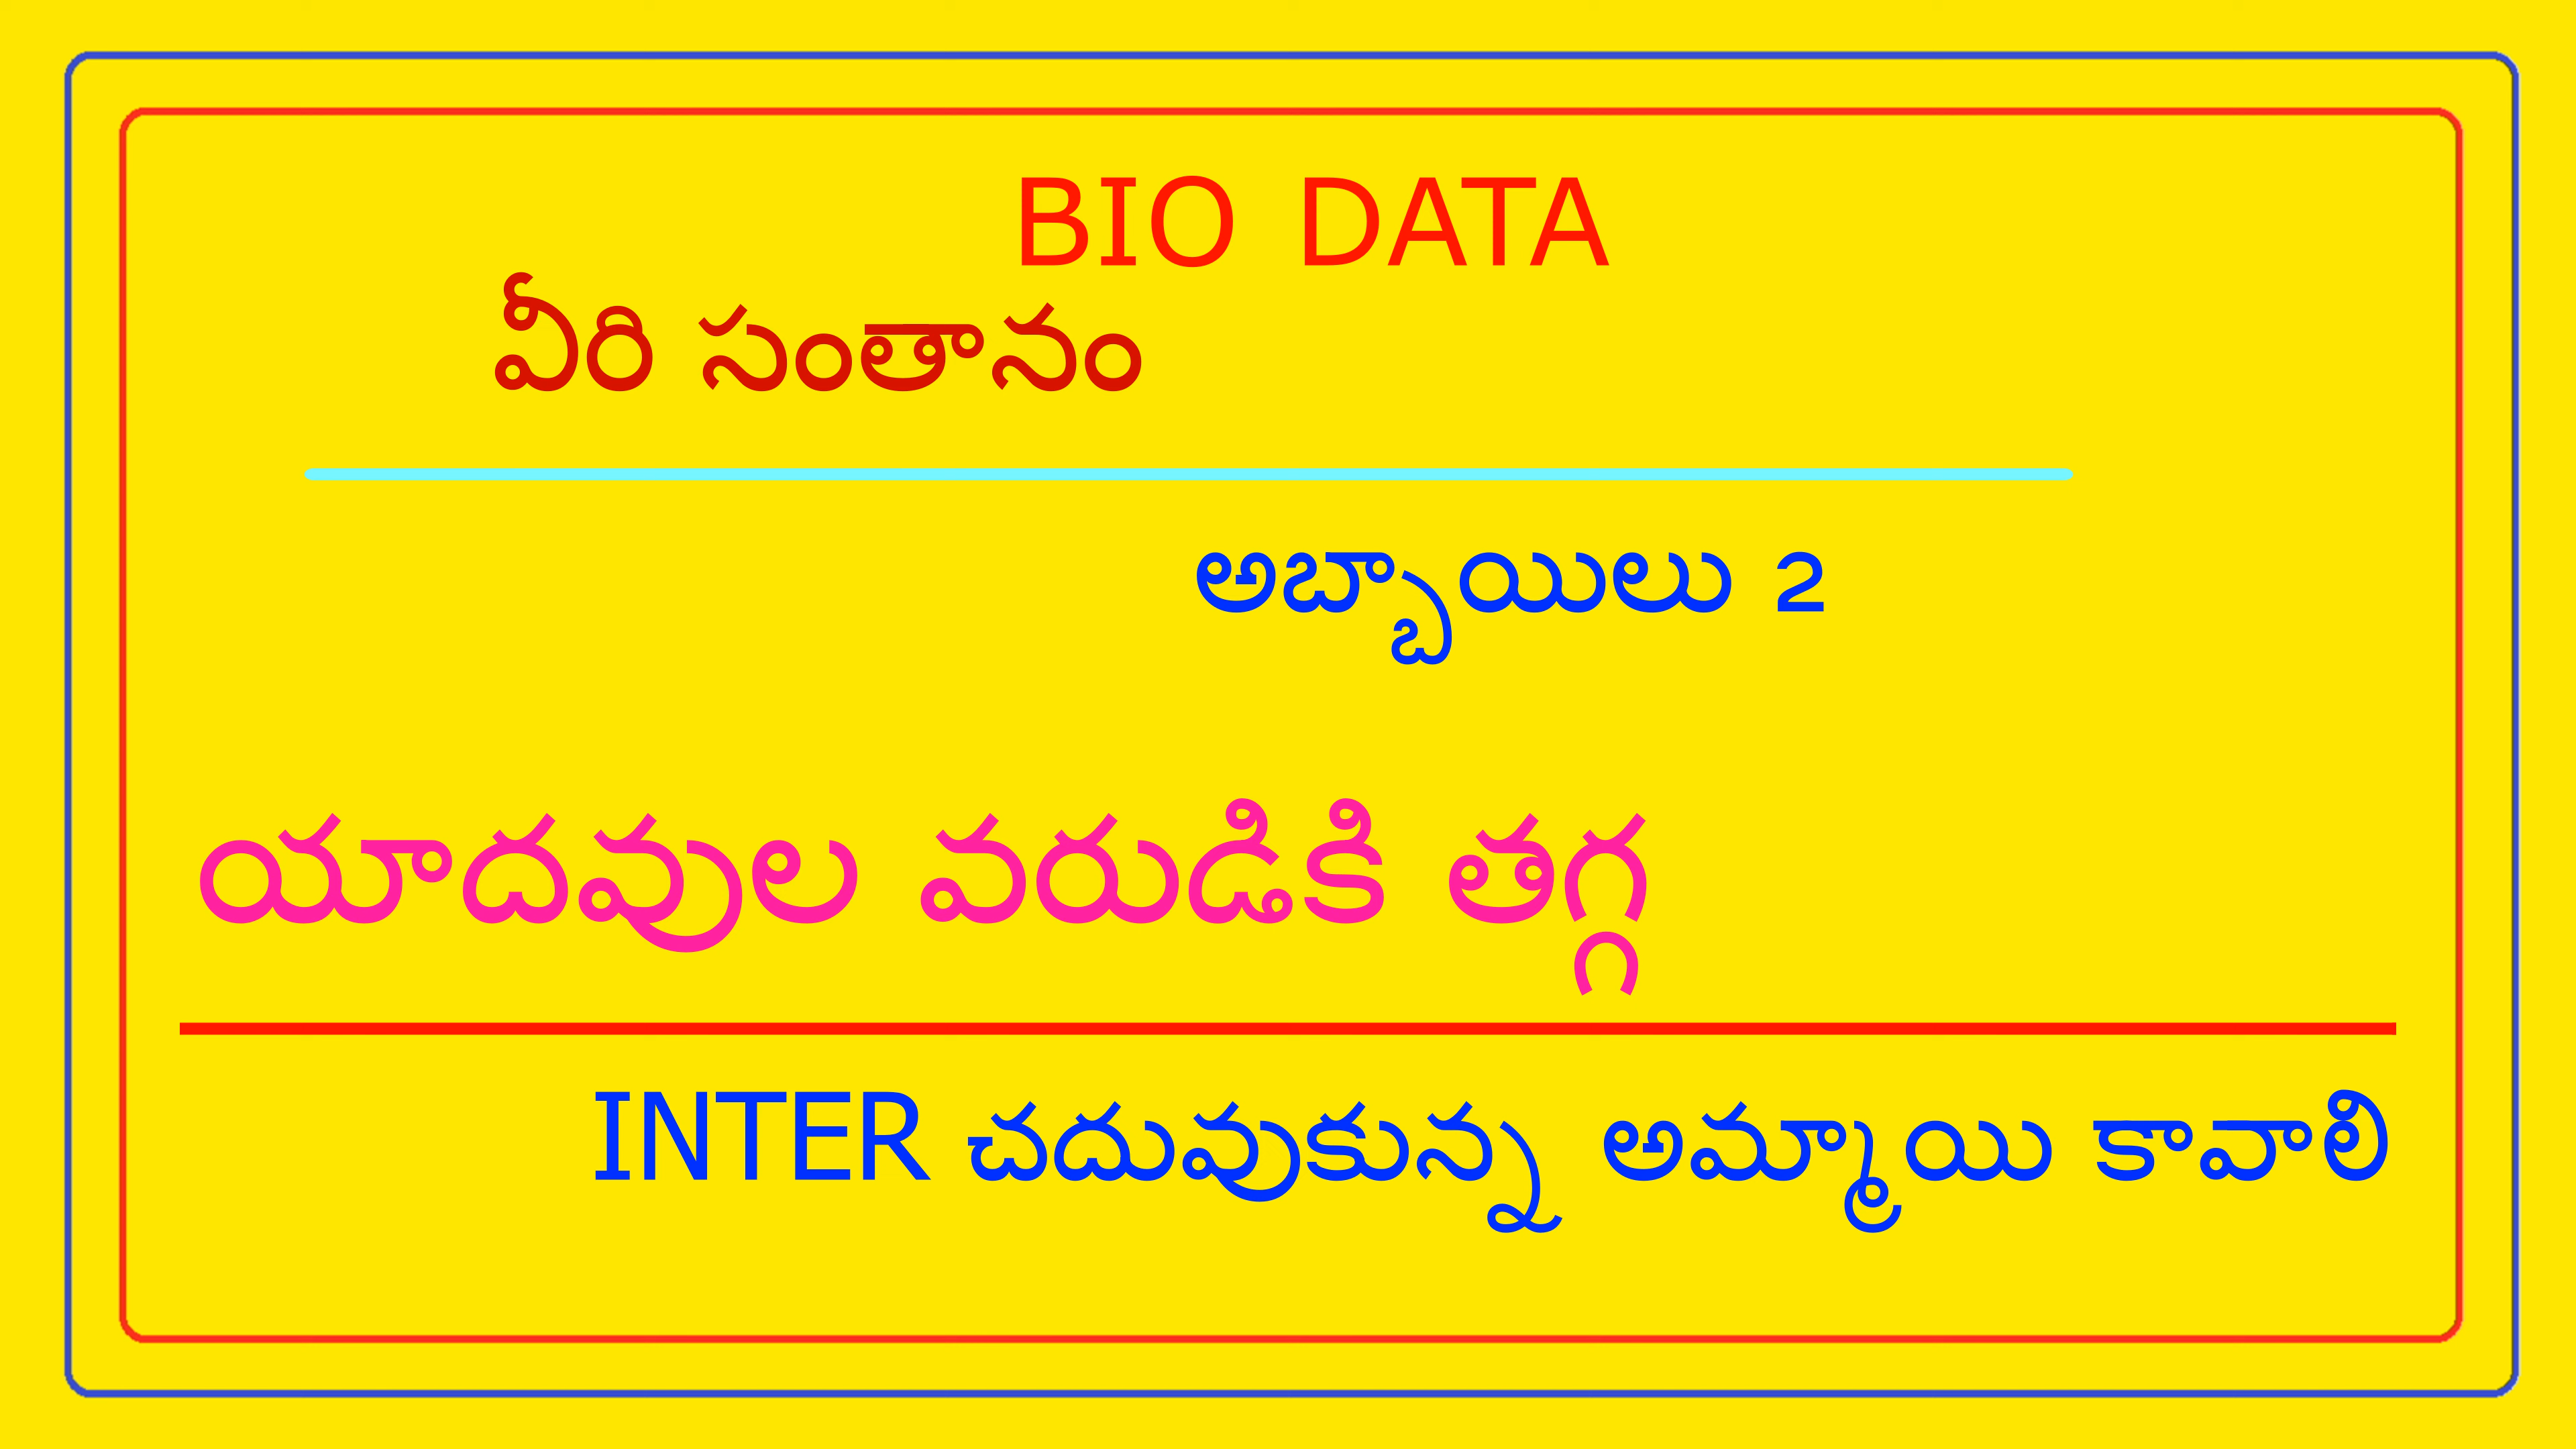 BIO DATA
వీరి సంతానం
అబ్బాయిలు 2
యాదవుల వరుడికి తగ్గ
INTER చదువుకున్న అమ్మాయి కావాలి